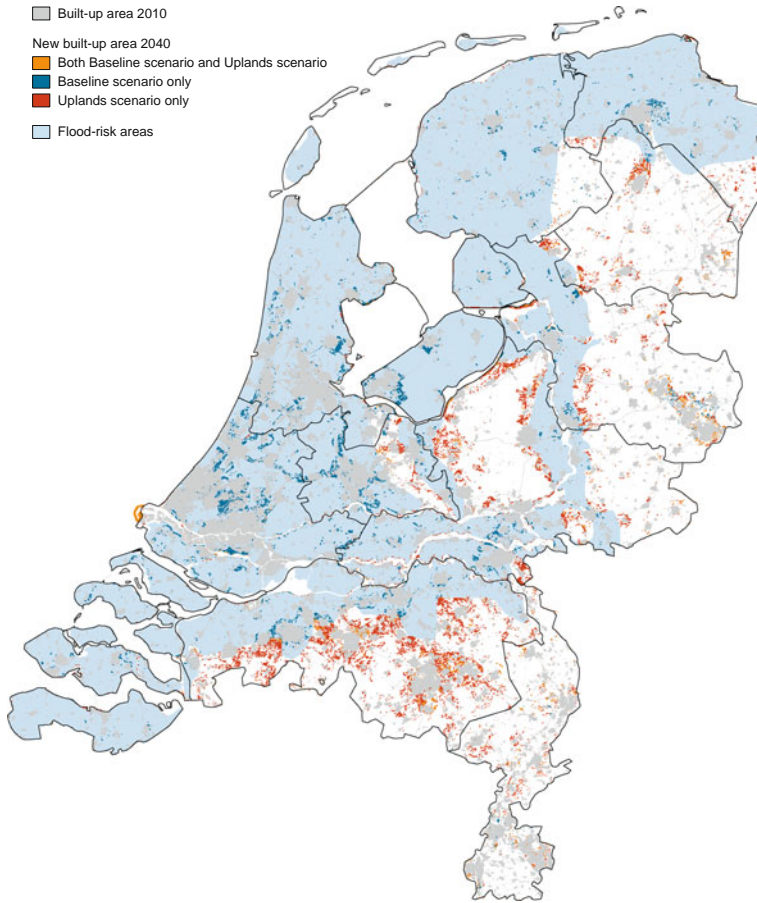 Built-up area 2010
New built-up area 2040
Both Baseline scenario and Uplands scenario
Baseline scenario only
Uplands scenario only
Flood-risk areas